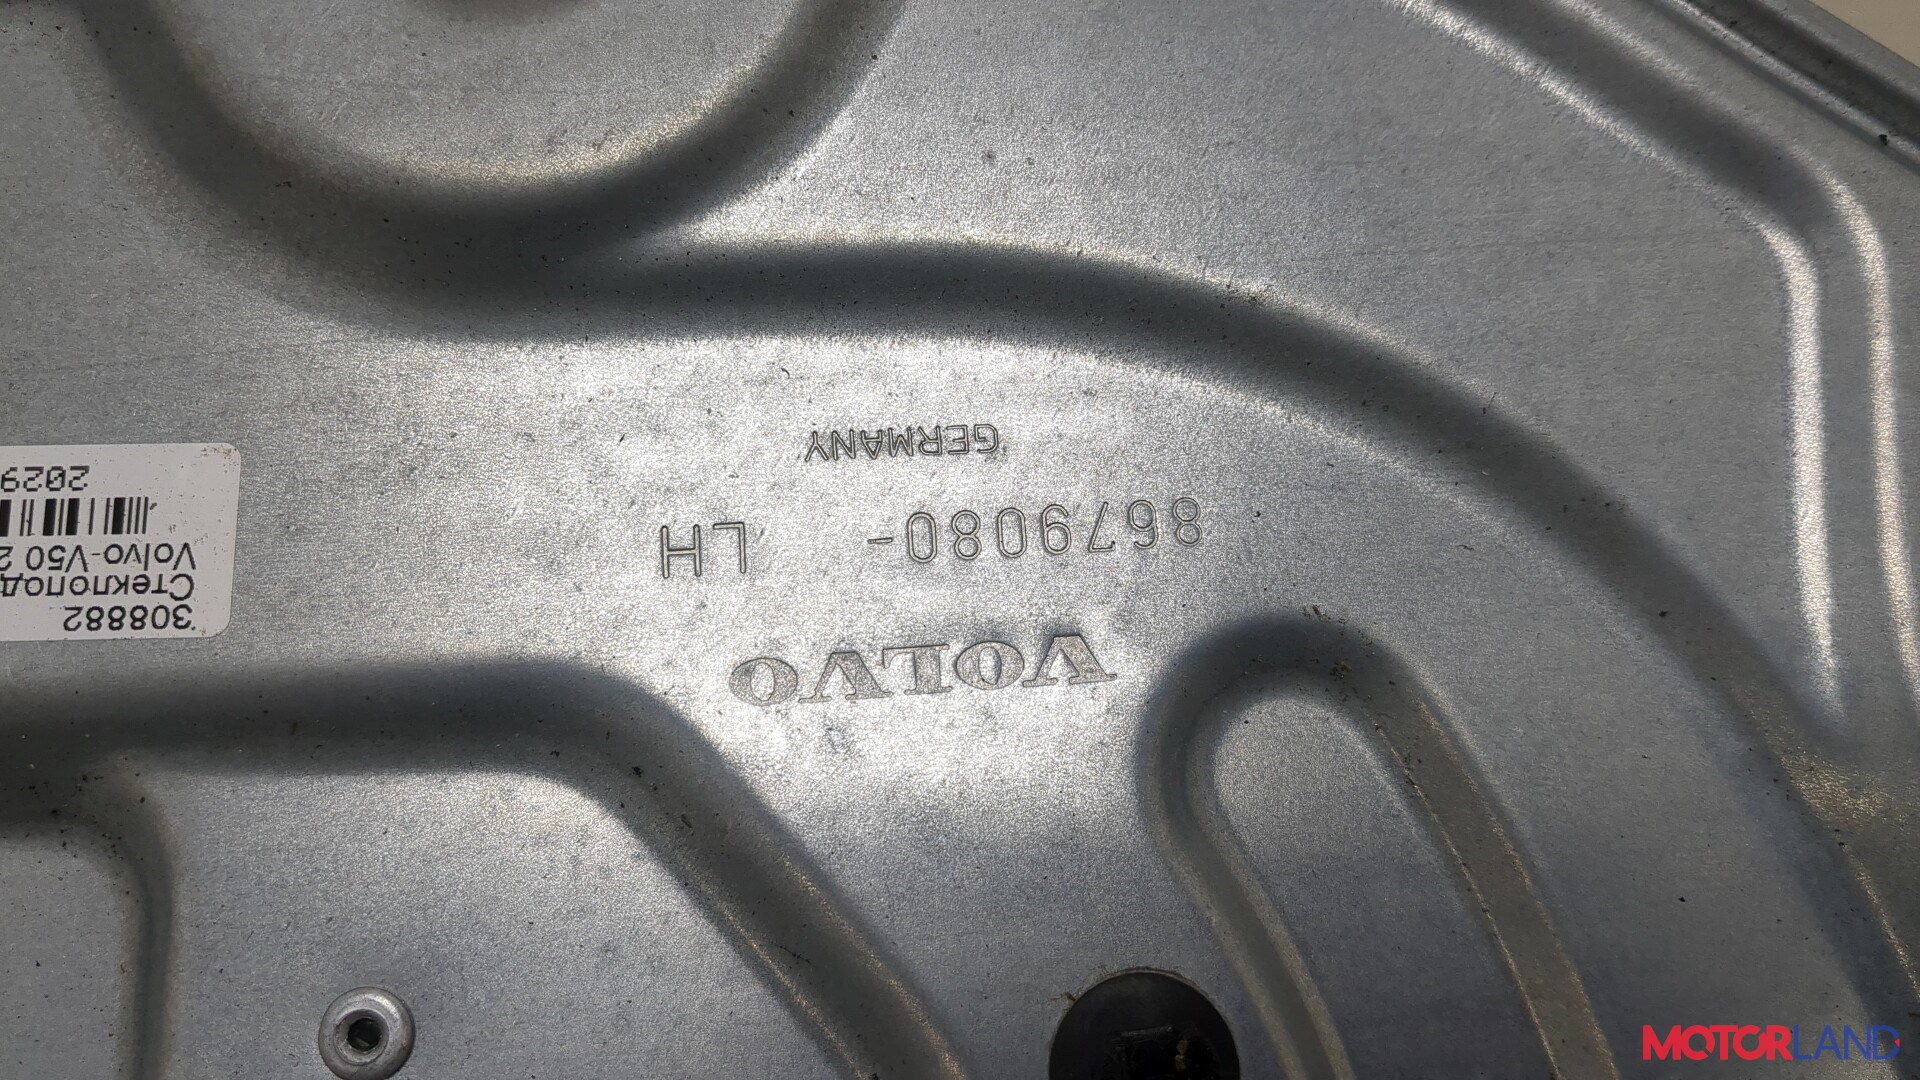 VOLVO
8679080- LH
GERMANY
308882
Стеклопод
Volvo-V50 2
2029
MOTORLAND